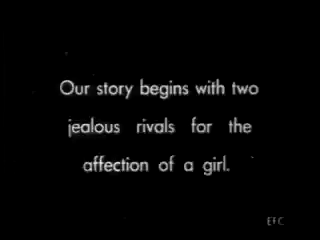 Our story begins with two
jealous rivals for the
affection of a girl.
EFC